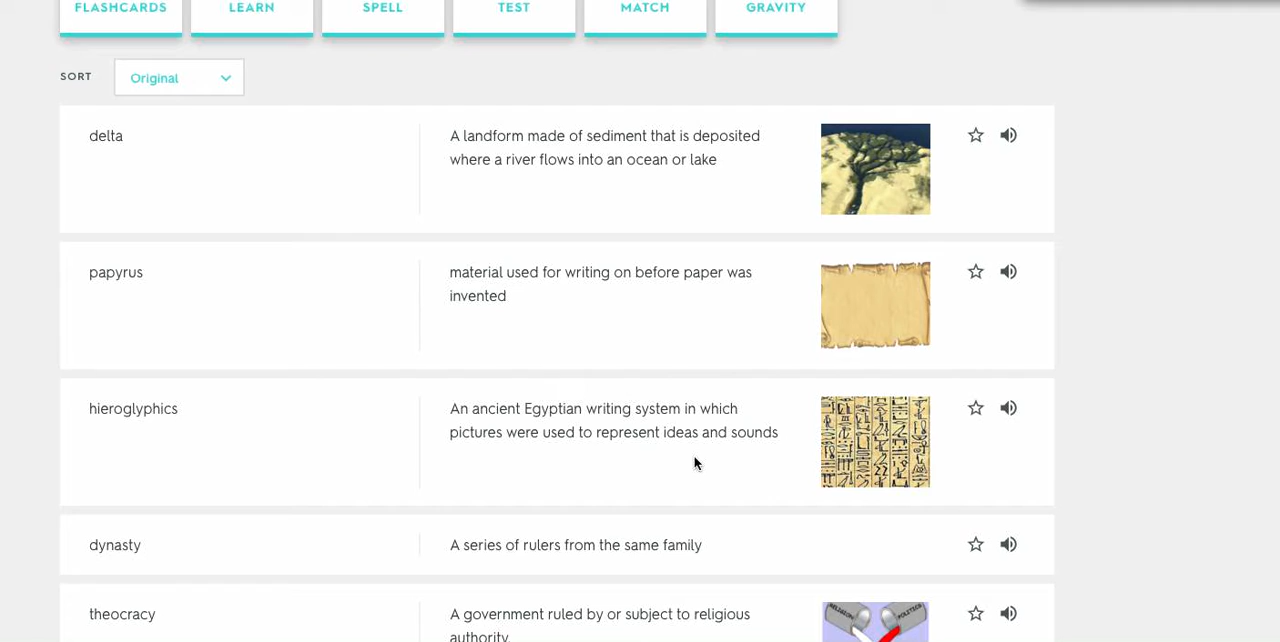 FLASHCARDS LEARN SPELL TEST MATCH GRAVITY
SORT Original
delta
A landform made of sediment that is deposited
where a river flows into an ocean or lake
papyrus
material used for writing on before paper was
invented
hieroglyphics
An ancient Egyptian writing system in which
pictures were used to represent ideas and sounds
dynasty
A series of rulers from the same family
theocracy
A government ruled by or subject to religious
authority.
RELIGION
POLITICS